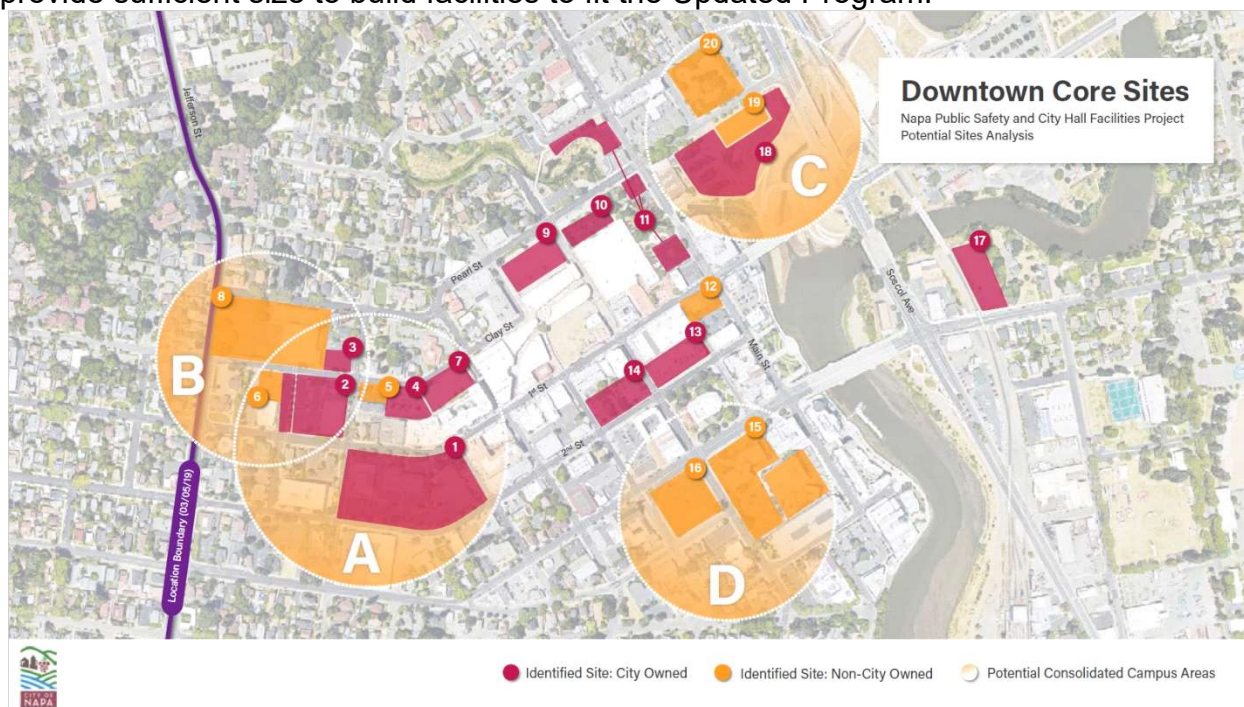 provide sufficient size to build facilities to fit the Updated Program.
Downtown Core Sites
Napa Public Safety and City Hall Facilities Project
Potential Sites Analysis
Jefferson St
20
19
18
C
10
11
9
17
Pearl St
Soscol Ave
12
8
Clay St
13
3
7
Main St
B
14
2
5
4
1st St
6
2nd St
1
15
16
Location Boundary (03/05/19)
A
D
CITY OF
NAPA
Identified Site: City Owned
Identified Site: Non-City Owned
Potential Consolidated Campus Areas